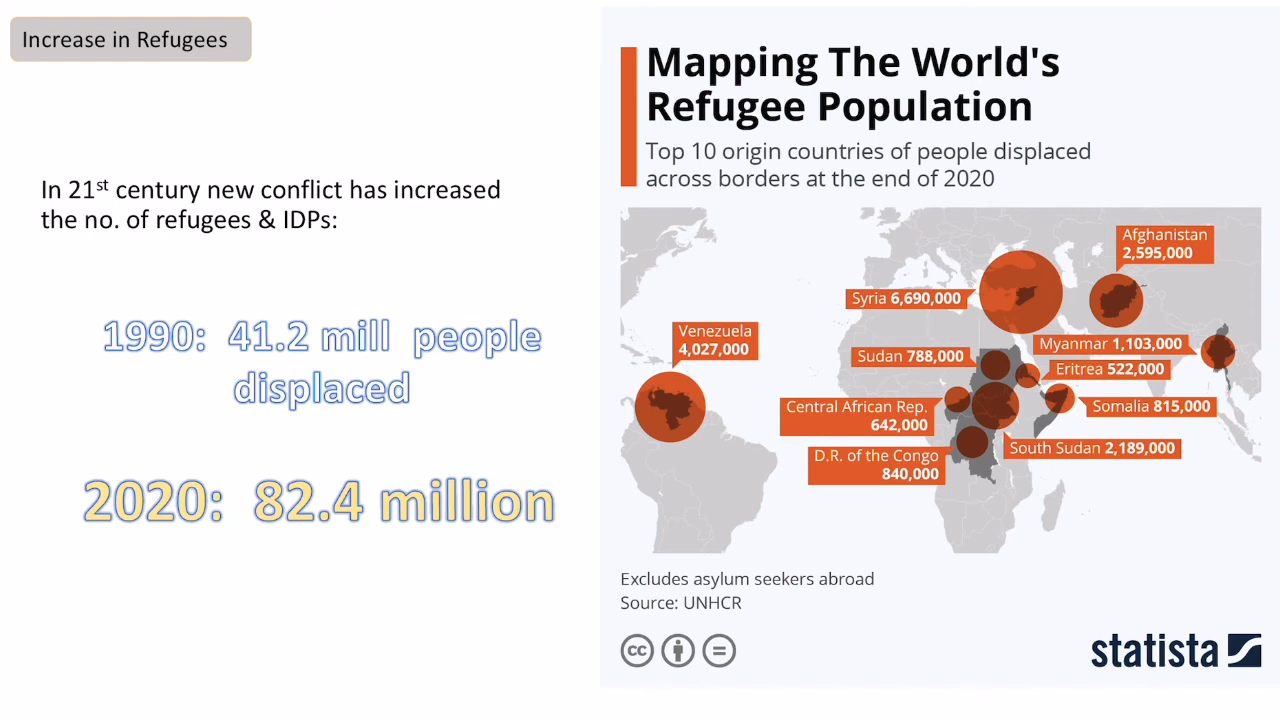 Increase in Refugees
In 21st century new conflict has increased
the no. of refugees & IDPs:
1990: 41.2 mill people
displaced
2020: 82.4 million
Mapping The World's
Refugee Population
Top 10 origin countries of people displaced
across borders at the end of 2020
Afghanistan
2,595,000
Syria 6,690,000
Venezuela
4,027,000
Myanmar 1,103,000
Sudan 788,000
Eritrea 522,000
Central African Rep.
642,000
Somalia 815,000
D.R. of the Congo
840,000
South Sudan 2,189,000
Excludes asylum seekers abroad
Source: UNHCR
cc
=
statista